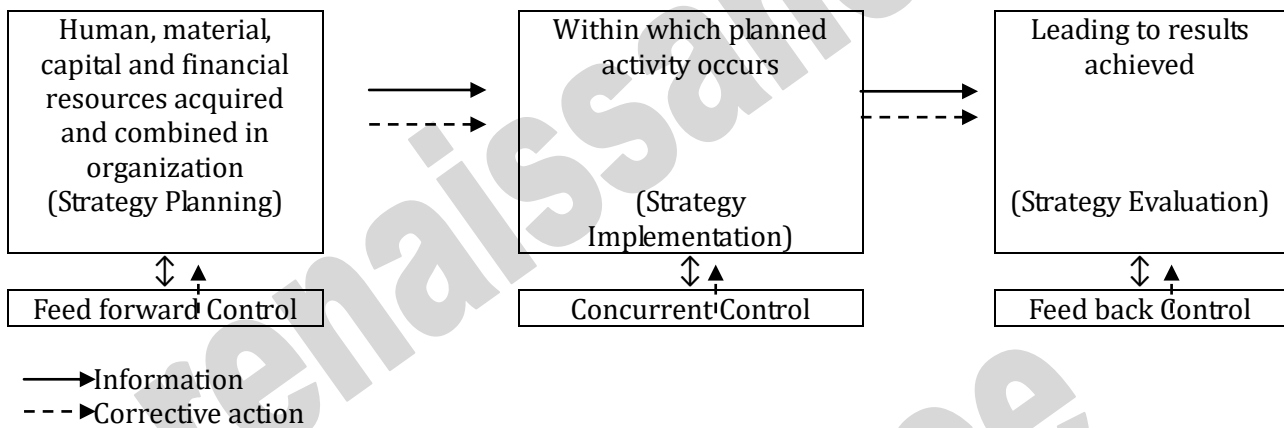 Human, material,
capital and financial
resources acquired
and combined in
organization
(Strategy Planning)
Within which planned
activity occurs
(Strategy
Implementation)
Leading to results
achieved
(Strategy Evaluation)
Feed forward Control
Concurrent Control
Feed back Control
Information
Corrective action
renaissance